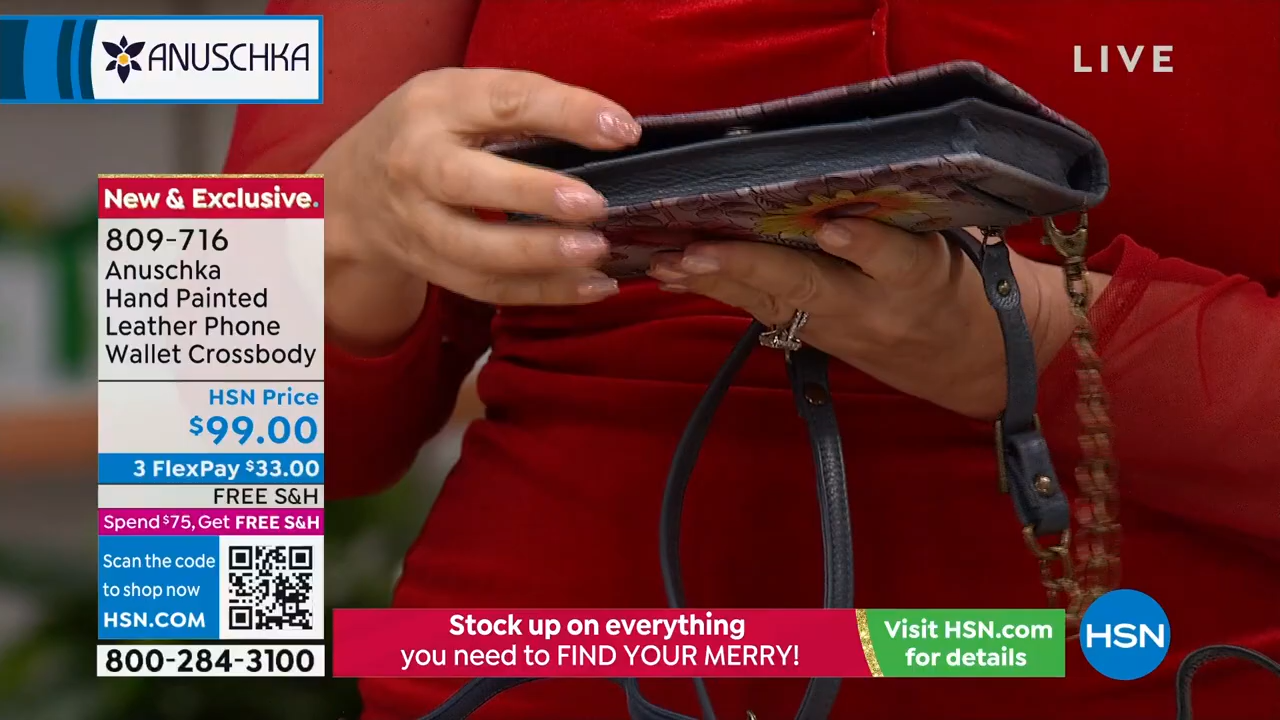 ANUSCHKA
LIVE
New & Exclusive.
809-716
Anuschka
Hand Painted
Leather Phone
Wallet Crossbody
HSN Price
$99.00
3 FlexPay $33.00
FREE S&H
Spend $75, Get FREE S&H
Scan the code
to shop now
HSN.COM
800-284-3100
Stock up on everything
you need to FIND YOUR MERRY!
Visit HSN.com
for details
HSN